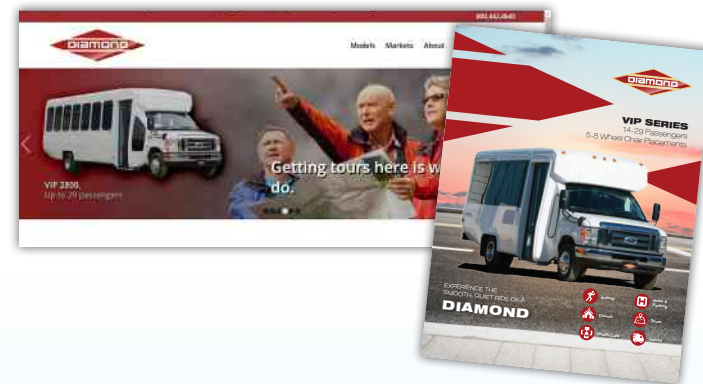 Diamond
Models Markets About
VIP 2800,
Up to 29 passengers
Getting tours here is w
do.
Diamond
VIP SERIES
14-29 Passengers
5-8 Wheel Chair Placements
EXPERIENCE THE
SMOOTH, QUIET RIDE OF A
DIAMOND
Church